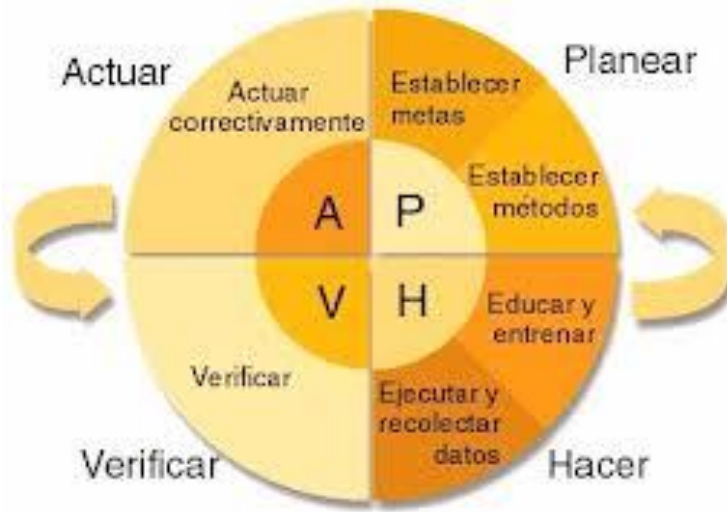 Actuar
Planear
Actuar
correctivamente
Establecer
metas
Establecer
métodos
A
P
V
H
Educar y
entrenar
Verificar
Ejecutar y
recolectar
datos
Verificar
Hacer